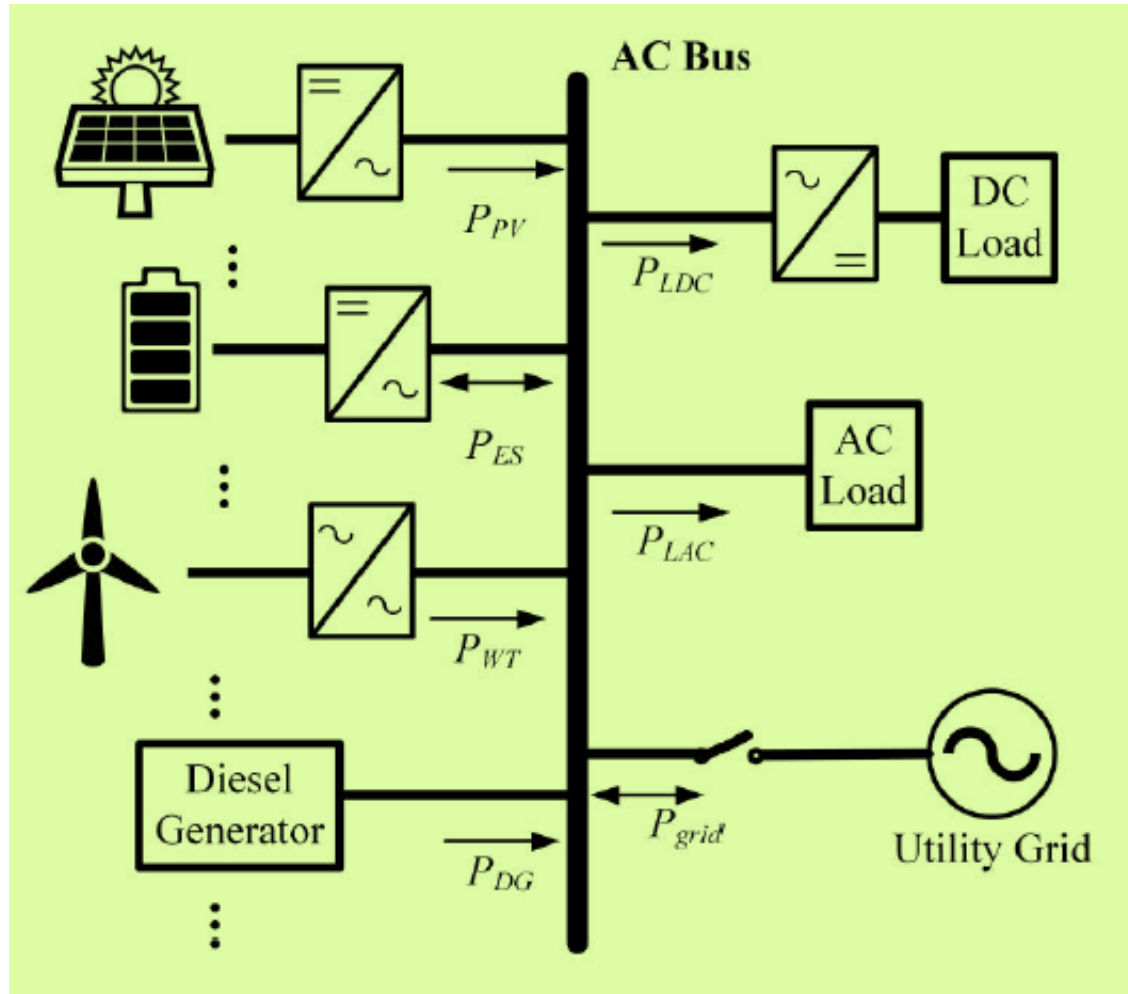 AC Bus
P_PV
DC
Load
P_LDC
P_ES
AC
Load
P_LAC
P_WT
Diesel
Generator
P_DG
P_grid
Utility Grid